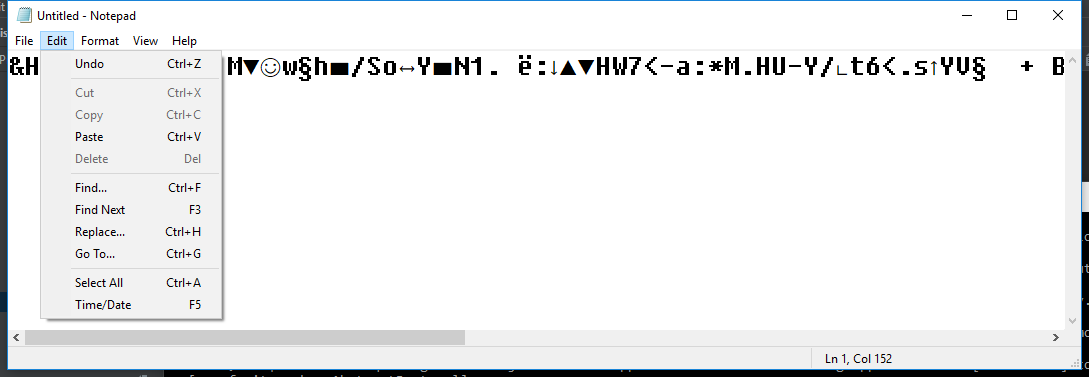 Untitled - Notepad
File Edit Format View Help
&H M▼☺w§h■/So↔Y■N1. ë:↓▲▼HW7<-a:*M.HU-Y/∟t6<.s↑YV§ + B
Undo Ctrl+Z
Cut Ctrl+X
Copy Ctrl+C
Paste Ctrl+V
Delete Del
Find... Ctrl+F
Find Next F3
Replace... Ctrl+H
Go To... Ctrl+G
Select All Ctrl+A
Time/Date F5
Ln 1, Col 152